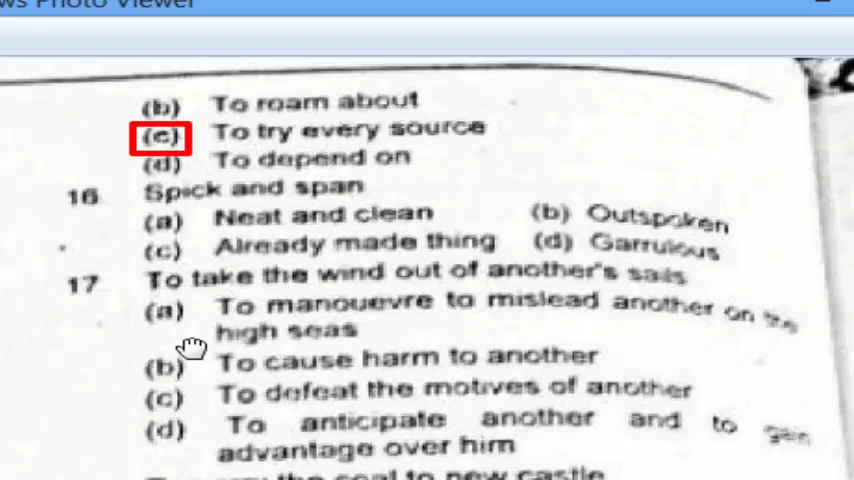 ws Photo Viewer
(b) To roam about
(c) To try every source
(d) To depend on
16 Spick and span
(a) Neat and clean (b) Outspoken
(c) Already made thing (d) Garrulous
17 To take the wind out of another's sails
(a) To manouevre to mislead another on the
high seas
(b) To cause harm to another
(c) To defeat the motives of another
(d) To anticipate another and to gain
advantage over him
the coal to new castle